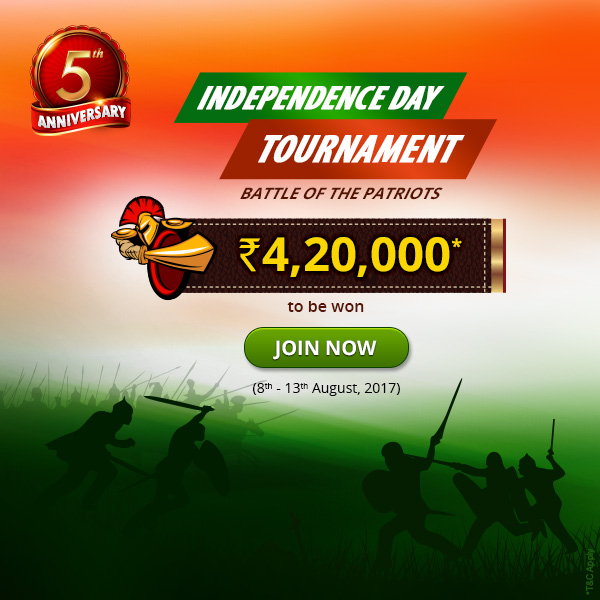 5th
ANNIVERSARY
INDEPENDENCE DAY
TOURNAMENT
BATTLE OF THE PATRIOTS
₹4,20,000*
to be won
JOIN NOW
(8th - 13th August, 2017)
*T&C Apply